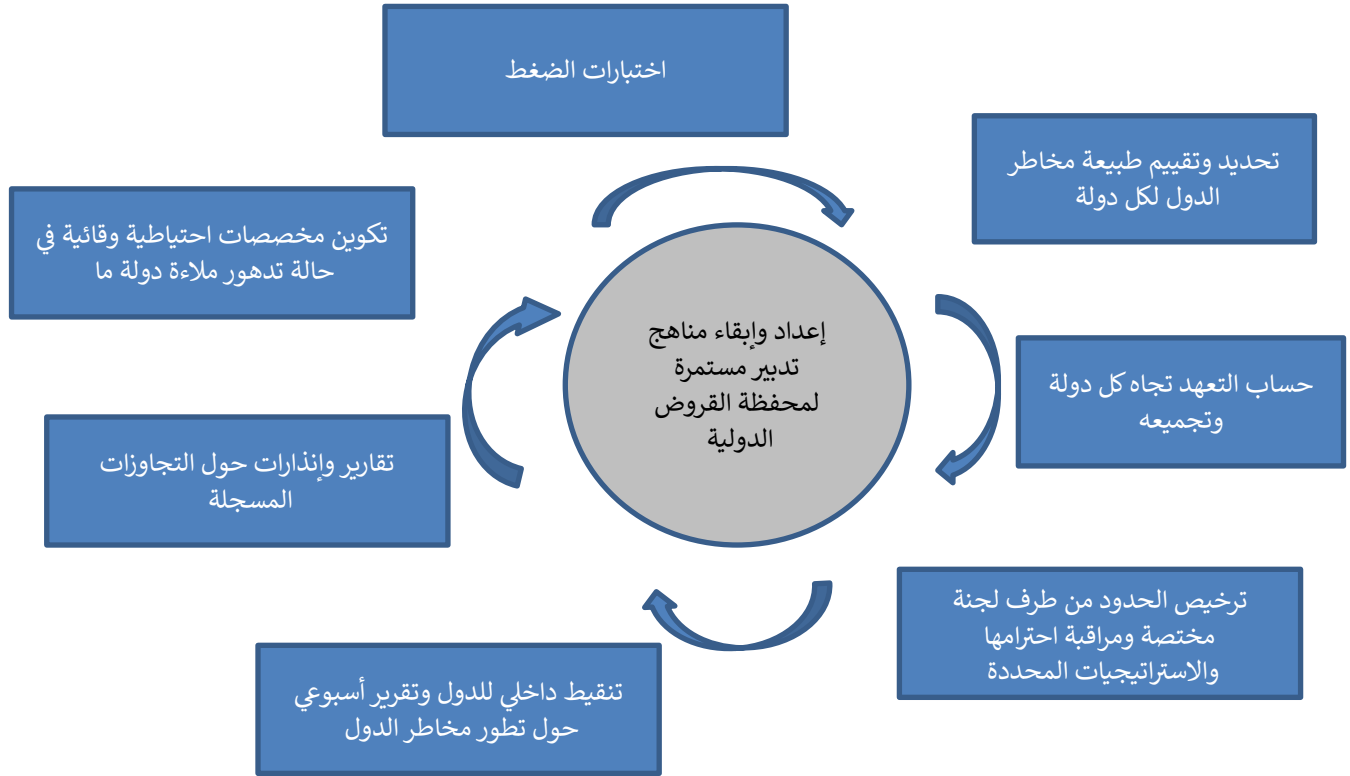 اختبارات الضغط
تحديد وتقييم طبيعة مخاطر
الدول لكل دولة
حساب التعهد تجاه كل دولة
وتجميعه
ترخيص الحدود من طرف لجنة
مختصة ومراقبة احترامها
والاستراتيجيات المحددة
تنقيط داخلي للدول وتقرير أسبوعي
حول تطور مخاطر الدول
تقارير وإنذارات حول التجاوزات
المسجلة
تكوين مخصصات احتياطية وقائية في
حالة تدهور ملاءة دولة ما
إعداد وإبقاء مناهج
تدبير مستمرة
لمحفظة القروض
الدولية